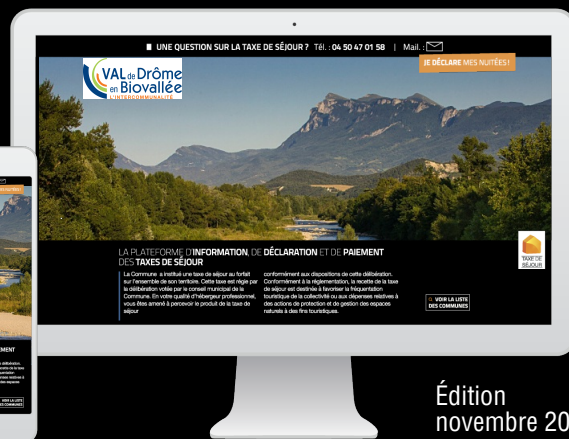 UNE QUESTION SUR LA TAXE DE SÉJOUR ? Tél. : 04 50 47 01 58 | Mail. :
JE DÉCLARE MES NUITÉES !
VAL de Drôme
en Biovallée
L'INTERCOMMUNALITÉ
LA PLATEFORME D'INFORMATION, DE DÉCLARATION ET DE PAIEMENT
DES TAXES DE SÉJOUR
La Commune a institué une taxe de séjour au forfait
sur l'ensemble de son territoire. Cette taxe est régie par
la délibération votée par le conseil municipal de la
Commune. En votre qualité d'hébergeur professionnel,
vous êtes amené à percevoir le produit de la taxe de
séjour
conformément aux dispositions de cette délibération.
Conformément à la réglementation, la recette de la taxe
de séjour est destinée à favoriser la fréquentation
touristique de la collectivité ou aux dépenses relatives à
des actions de protection et de gestion des espaces
naturels à des fins touristiques.
TAXE DE
SÉJOUR
VOIR LA LISTE
DES COMMUNES
VOIR LA LISTE
DES COMMUNES
Édition
novembre 20